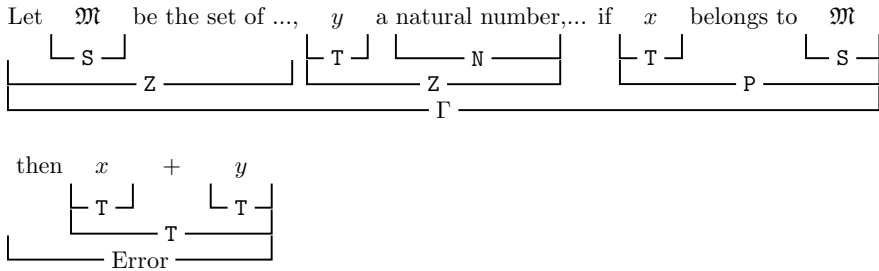 Let 𝔐 be the set of ..., y a natural number,... if x belongs to 𝔐
S T N T S
Z Z P
Γ
then x + y
T T
T
Error